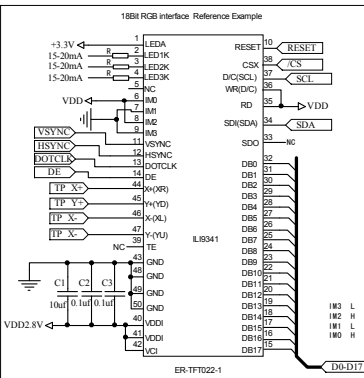 18Bit RGB interface Reference Example
+3.3V 1 LEDA
15-20mA R 2 LED1K
15-20mA R 3 LED2K
15-20mA R 4 LED3K
5 NC
VDD 6 IM0
7 IM1
8 IM2
9 IM3
VSYNC 11 VSYNC
HSYNC 12 HSYNC
DOTCLK 13 DOTCLK
DE 14 DE
TP X+ 44 X+(XR)
TP Y+ 45 Y+(YD)
TP X- 46 X-(XL)
TP X- 47 Y-(YU)
NC 39 TE
43 GND
48 GND
49 GND
50 GND
C1 C2 C3
10uf 0.1uf 0.1uf
VDD2.8V 40 VDDI
41 VDDI
42 VCI
ILI9341
RESET 10 RESET
CSX 38 /CS
D/C(SCL) 37 SCL
WR(D/C) 36
RD 35 VDD
SDI(SDA) 34 SDA
SDO 33 NC
DB0 32
DB1 31
DB2 30
DB3 29
DB4 28
DB5 27
DB6 26
DB7 25
DB8 24
DB9 23
DB10 22
DB11 21
DB12 20
DB13 19
DB14 18
DB15 17
DB16 16
DB17 15
IM3 L
IM2 H
IM1 L
IM0 H
D0-D17
ER-TFT022-1